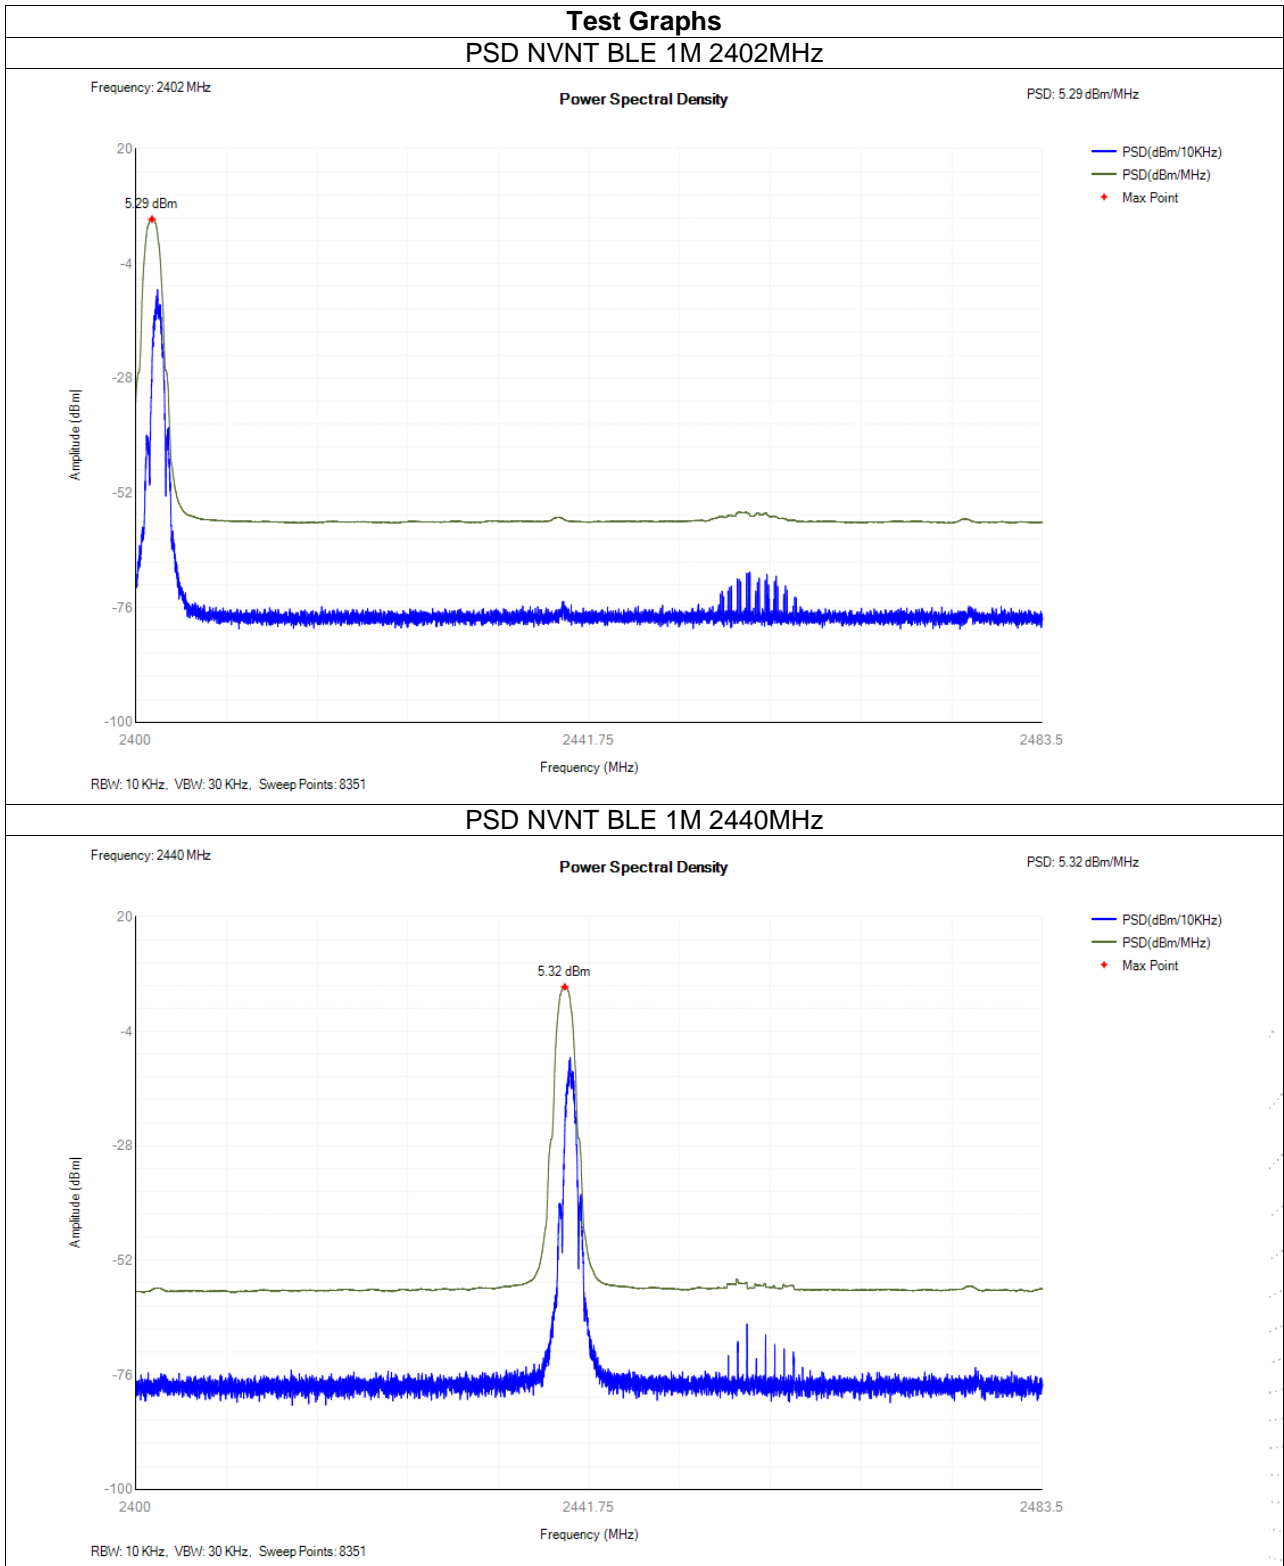 Test Graphs
PSD NVNT BLE 1M 2402MHz
Frequency: 2402 MHz
Power Spectral Density
PSD: 5.29 dBm/MHz
PSD(dBm/10KHz)
PSD(dBm/MHz)
Max Point
5.29 dBm
20
-4
-28
-52
-76
-100
Amplitude (dBm)
2400
2441.75
2483.5
Frequency (MHz)
RBW: 10 KHz, VBW: 30 KHz, Sweep Points: 8351
PSD NVNT BLE 1M 2440MHz
Frequency: 2440 MHz
Power Spectral Density
PSD: 5.32 dBm/MHz
PSD(dBm/10KHz)
PSD(dBm/MHz)
Max Point
5.32 dBm
20
-4
-28
-52
-76
-100
Amplitude (dBm)
2400
2441.75
2483.5
Frequency (MHz)
RBW: 10 KHz, VBW: 30 KHz, Sweep Points: 8351